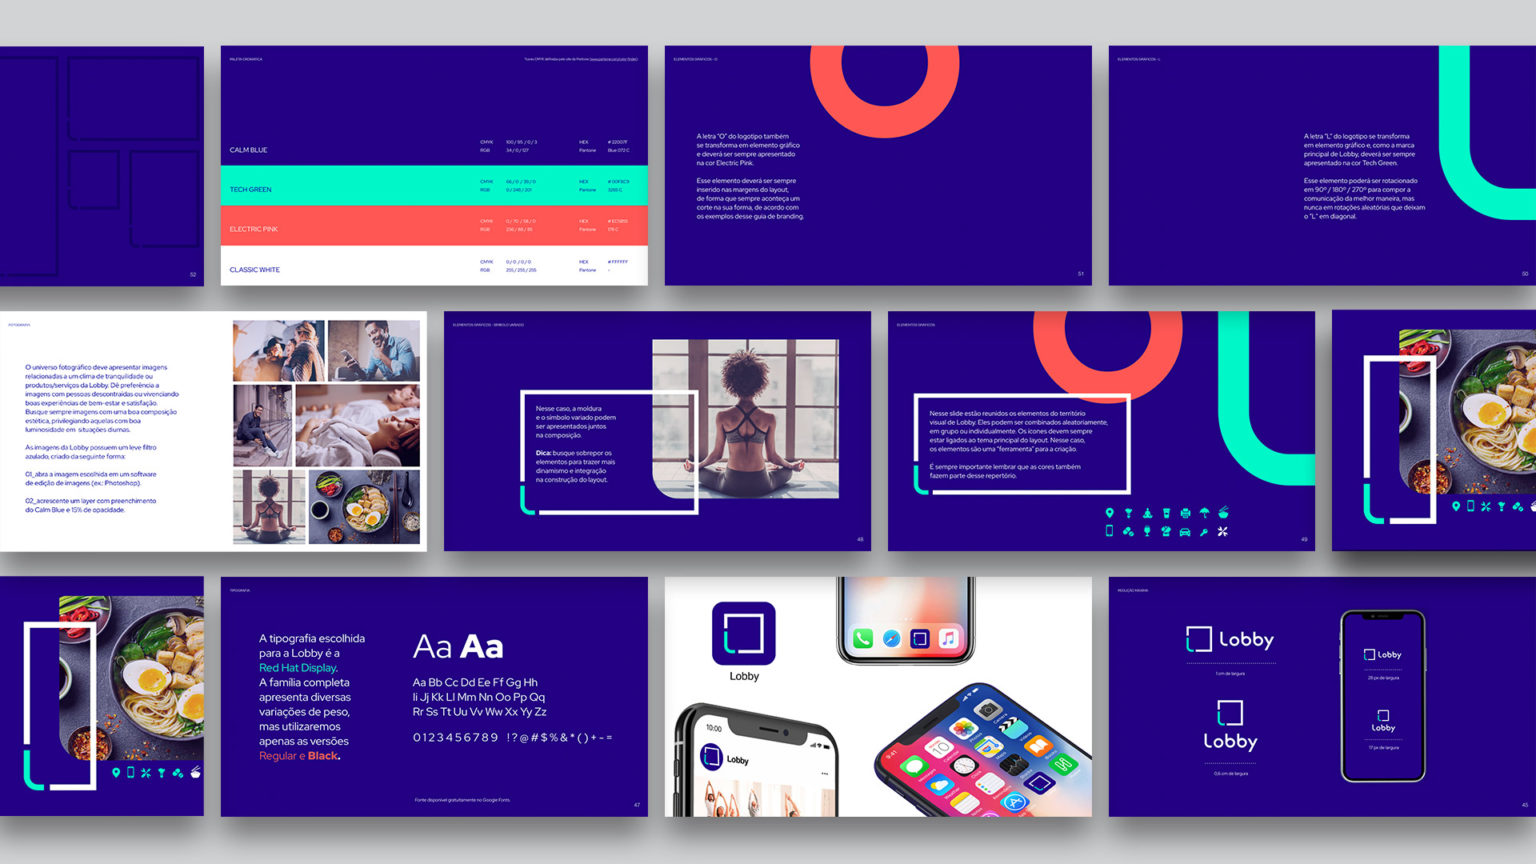 52
PALETA CROMÁTICA
CALM BLUE
CMYK 100 / 95 / 0 / 3
RGB 34 / 0 / 127
HEX # 22007F
Pantone Blue 072 C
TECH GREEN
CMYK
RGB 0 / 248 / 201
HEX
Pantone
ELECTRIC PINK
CMYK 0 / 70 / 58 / 0
RGB
HEX
Pantone
CLASSIC WHITE
CMYK 0 / 0 / 0 / 0
RGB 255 / 255 / 255
HEX # FFFFFF
Pantone -
ELEMENTOS GRÁFICOS - O
A letra “O” do logotipo também
se transforma em elemento gráfico
e deverá ser sempre apresentado
na cor Electric Pink.
Esse elemento deverá ser sempre
inserido nas margens do layout,
de forma que sempre aconteça um
corte na sua forma, de acordo com
os exemplos desse guia de branding.
51
ELEMENTOS GRÁFICOS - L
A letra “L” do logotipo se transforma
em elemento gráfico e, como a marca
principal de Lobby, deverá ser sempre
apresentado na cor Tech Green.
Esse elemento poderá ser rotacionado
em 90º / 180º / 270º para compor a
comunicação da melhor maneira, mas
nunca em rotações aleatórias que deixam
o “L” em diagonal.
50
FOTOGRAFIA
O universo fotográfico deve apresentar imagens
relacionadas a um clima de tranquilidade ou
produtos/serviços da Lobby. Dê preferência a
imagens com pessoas descontraídas ou vivenciando
boas experiências de bem- estar e satisfação.
Busque sempre imagens com uma boa composição
estética, privilegiando aquelas com boa
luminosidade em situações diurnas.
As imagens da Lobby possuem um leve filtro
azulado, criado da seguinte forma:
01_abra a imagem escolhida em um software
de edição de imagens (ex.: Photoshop).
02_acrescente um layer com preenchimento
do Calm Blue e 15% de opacidade.
ELEMENTOS GRÁFICOS - SÍMBOLO VARIADO
Nesse caso, a moldura
e o símbolo variado podem
ser apresentados juntos
na composição.
Dica: busque sobrepor os
elementos para trazer mais
dinamismo e integração
na construção do layout.
48
ELEMENTOS GRÁFICOS
Nesse slide estão reunidos os elementos do território
visual de Lobby. Eles podem ser combinados aleatoriamente,
em grupo ou individualmente. Os ícones devem sempre
estar ligados ao tema principal do layout. Nesse caso,
os elementos são uma “ferramenta” para a criação.
É sempre importante lembrar que as cores também
fazem parte desse repertório.
49
TIPOGRAFIA
A tipografia escolhida
para a Lobby é a
Red Hat Display.
A família completa
apresenta diversas
variações de peso,
mas utilizaremos
apenas as versões
Regular e Black.
Aa Aa
Aa Bb Cc Dd Ee Ff Gg Hh
Ii Jj Kk Ll Mm Nn Oo Pp Qq
Rr Ss Tt Uu Vv Ww Xx Yy Zz
0123456789 !?@#$%&*()+-=
Fonte disponível gratuitamente no Google Fonts.
47
Lobby
10:00
Lobby
REDUÇÃO MÁXIMA
Lobby
1 cm de largura
Lobby
0,6 cm de largura
Lobby
28 px de largura
Lobby
17 px de largura
45